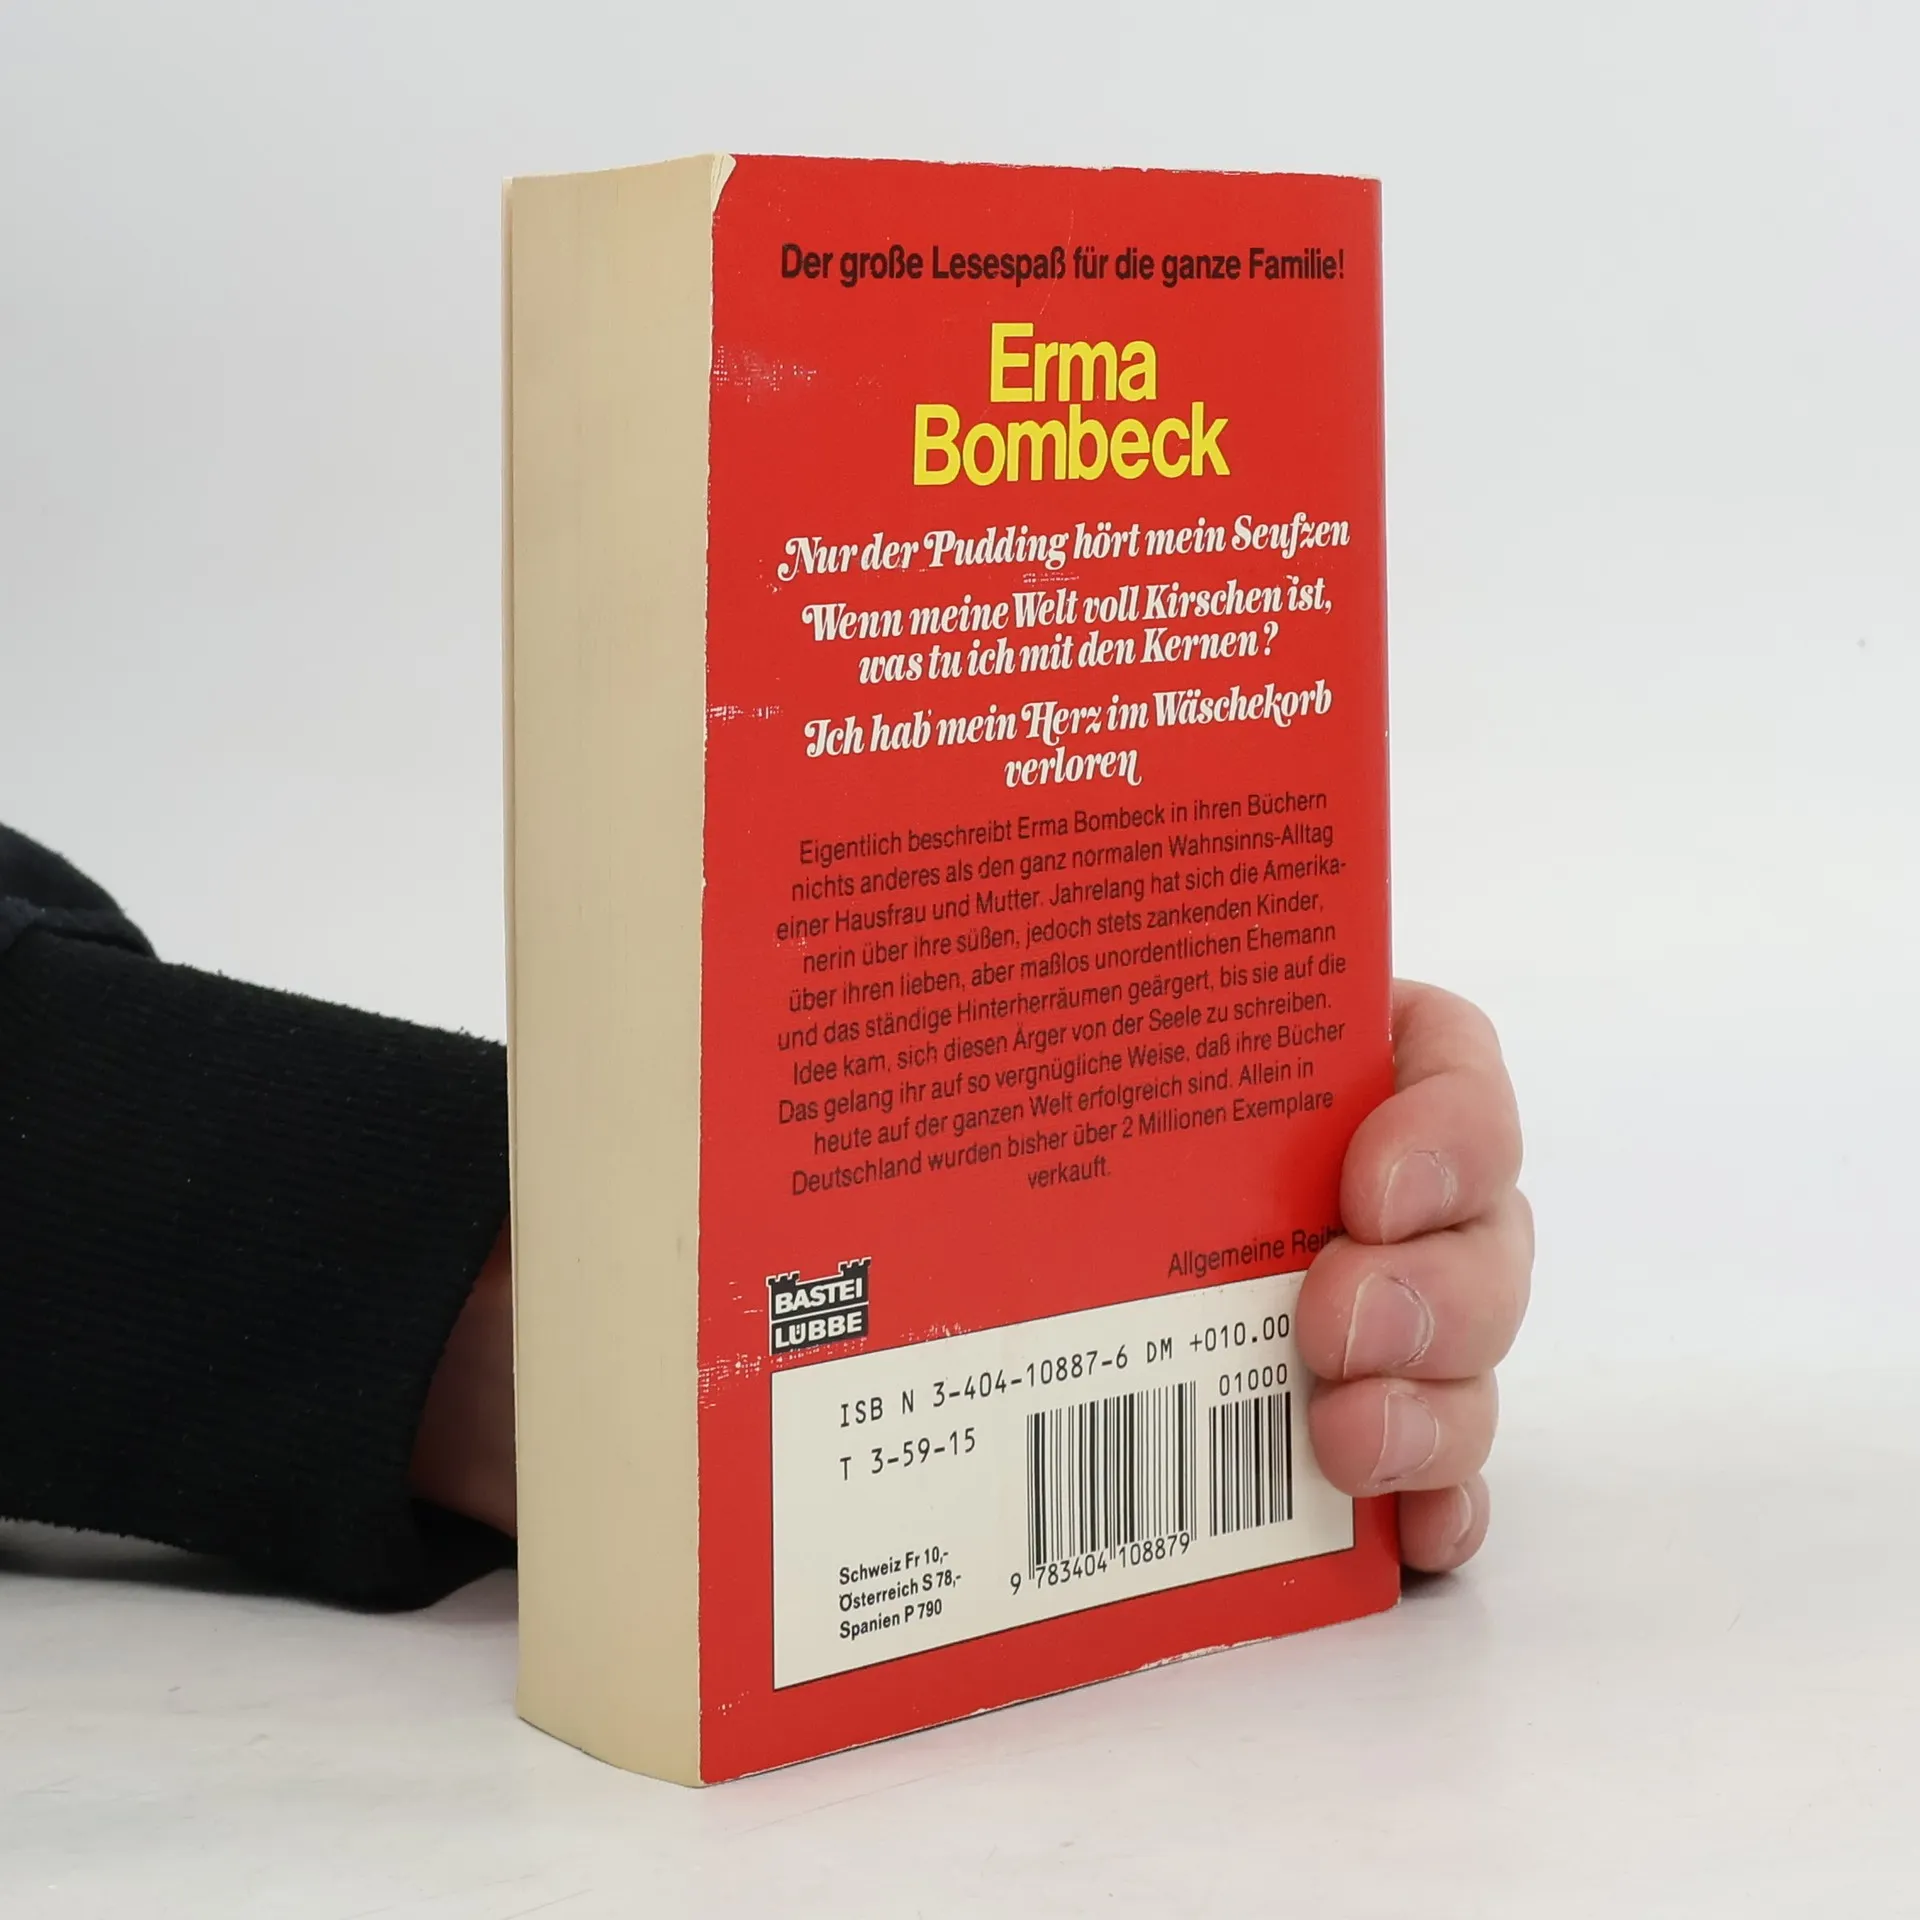 Der große Lesespaß für die ganze Familie!
Erma
Bombeck
Nur der Pudding hört mein Seufzen
Wenn meine Welt voll Kirschen ist,
was tu ich mit den Kernen?
Ich hab' mein Herz im Wäschekorb
verloren
Eigentlich beschreibt Erma Bombeck in ihren Büchern
nichts anderes als den ganz normalen Wahnsinns-Alltag
einer Hausfrau und Mutter. Jahrelang hat sich die Amerika-
nerin über ihre süßen, jedoch stets zankenden Kinder,
über ihren lieben, aber maßlos unordentlichen Ehemann
und das ständige Hinterherräumen geärgert, bis sie auf die
Idee kam, sich diesen Ärger von der Seele zu schreiben.
Das gelang ihr auf so vergnügliche Weise, daß ihre Bücher
heute auf der ganzen Welt erfolgreich sind. Allein in
Deutschland wurden bisher über 2 Millionen Exemplare
verkauft.
Allgemeine
BASTEI
LÜBBE
ISB N 3-404-10887-6 DM +010.00
01000
T 3-59-15
Schweiz Fr 10,-
Österreich S 78,-
Spanien P 790
9 783404 108879